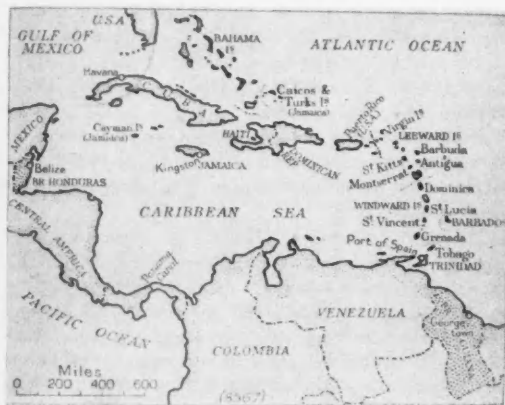 U.S.A
GULF OF
MEXICO
BAHAMA
Is
ATLANTIC OCEAN
Havana
CUBA
Caicos &
Turks Is
(Jamaica)
Cayman Is
(Jamaica)
MEXICO
Belize
BR HONDURAS
Kingston
JAMAICA
HAITI
DOMINICAN
REP
Puerto Rico
(U.S.A)
Virgin Is
LEEWARD Is
Barbuda
St Kitts
Antigua
Montserrat
Dominica
WINDWARD Is
St Lucia
St Vincent
BARBADOS
CARIBBEAN SEA
Grenada
Port of Spain
Tobago
TRINIDAD
CENTRAL AMERICA
Panama
Canal
PACIFIC OCEAN
VENEZUELA
George-
town
COLOMBIA
Miles
0 200 400 600
(8567)